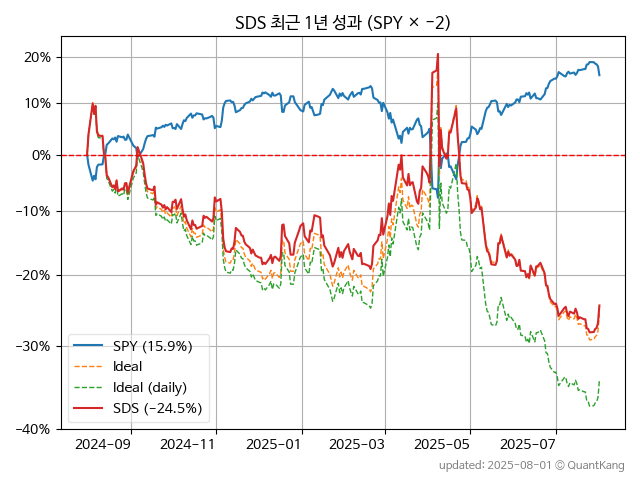 SDS 최근 1년 성과 (SPY × −2)
20%
10%
0%
−10%
−20%
−30%
−40%
SPY (15.9%)
Ideal
Ideal (daily)
SDS (−24.5%)
2024−09
2024−11
2025−01
2025−03
2025−05
2025−07
updated: 2025−08−01 © QuantKang